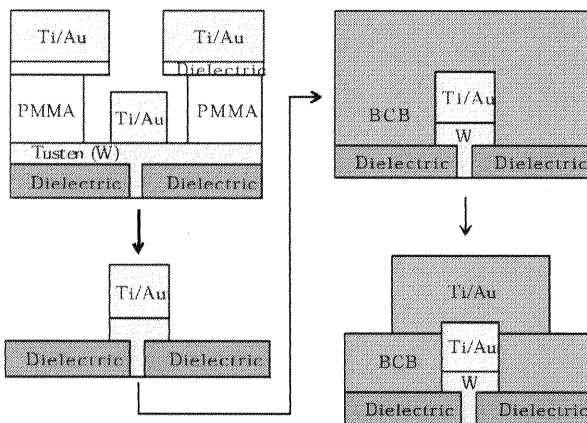 Ti/Au Ti/Au
Dielectric
PMMA Ti/Au PMMA
Tusten (W)
Dielectric Dielectric
Ti/Au
Dielectric Dielectric
Ti/Au
BCB
W
Dielectric Dielectric
Ti/Au
Ti/Au
BCB
W
Dielectric Dielectric